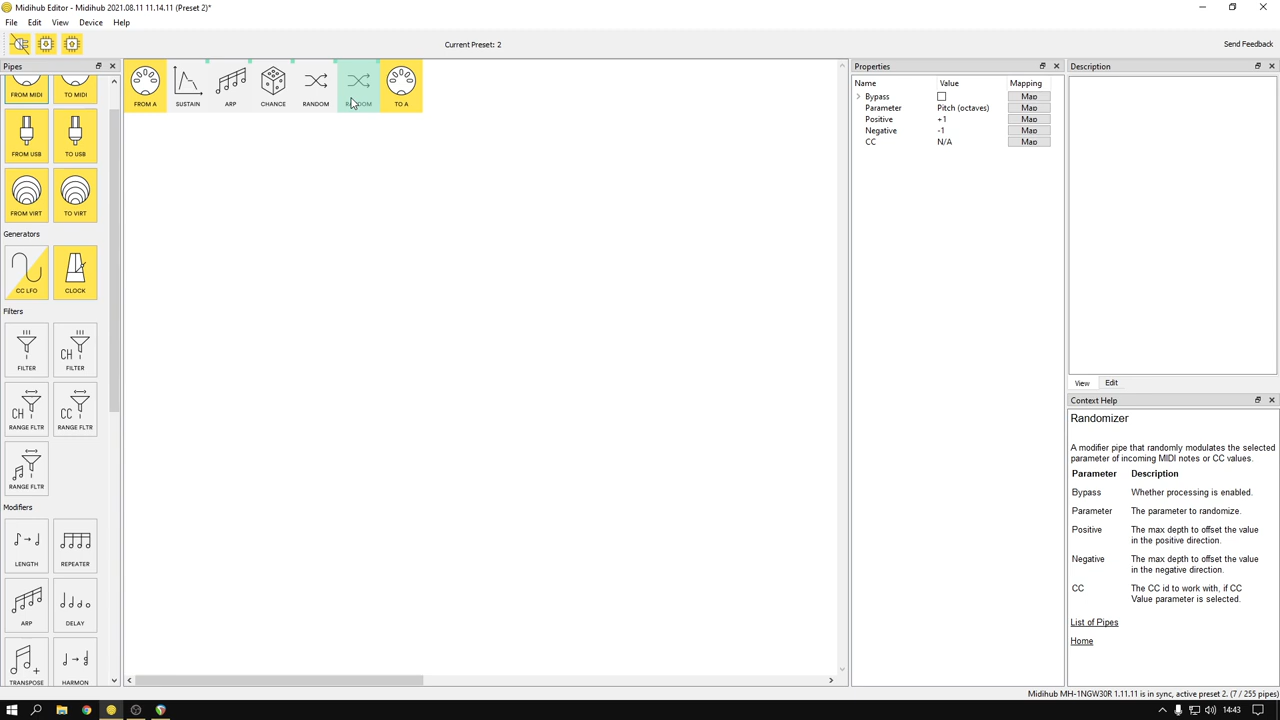 Midihub Editor - Midihub 2021.08.11 11.14.11 (Preset 2)*
File Edit View Device Help
Current Preset: 2
Send Feedback
Pipes
FROM MIDI TO MIDI
FROM USB TO USB
FROM VIRT TO VIRT
Generators
CC LFO CLOCK
Filters
FILTER CH FILTER
CH RANGE FLTR CC RANGE FLTR
RANGE FLTR
Modifiers
LENGTH REPEATER
ARP DELAY
TRANSPOSE HARMON
FROM A SUSTAIN ARP CHANCE RANDOM RANDOM TO A
Properties
Name Value Mapping
Bypass Map
Parameter Pitch (octaves) Map
Positive +1 Map
Negative -1 Map
CC N/A Map
Description
View Edit
Context Help
Randomizer
A modifier pipe that randomly modulates the selected
parameter of incoming MIDI notes or CC values.
Parameter Description
Bypass Whether processing is enabled.
Parameter The parameter to randomize.
Positive The max depth to offset the value
in the positive direction.
Negative The max depth to offset the value
in the negative direction.
CC The CC id to work with, if CC
Value parameter is selected.
List of Pipes
Home
Midihub MH-1NGW30R 1.11.11 is in sync, active preset 2. (7 / 255 pipes)
14:43